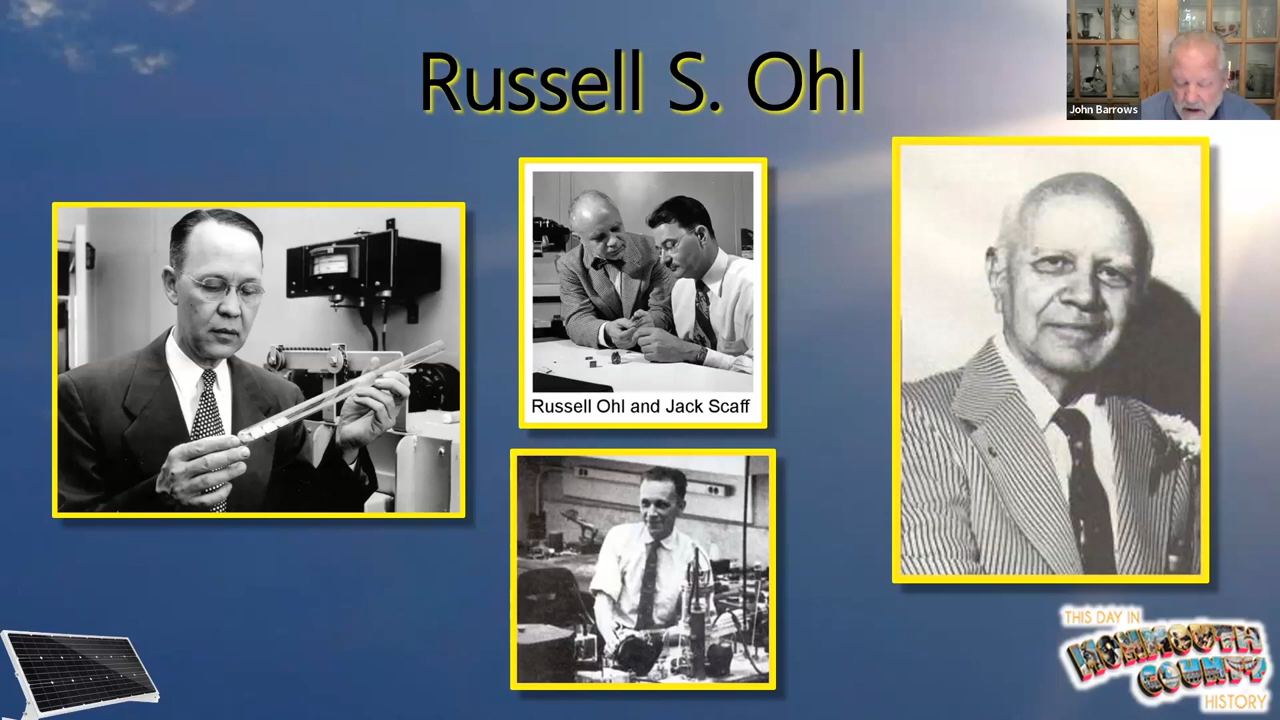 Russell S. Ohl
John Barrows
Russell Ohl and Jack Scaff
THIS DAY IN
MONMOUTH
COUNTY
HISTORY